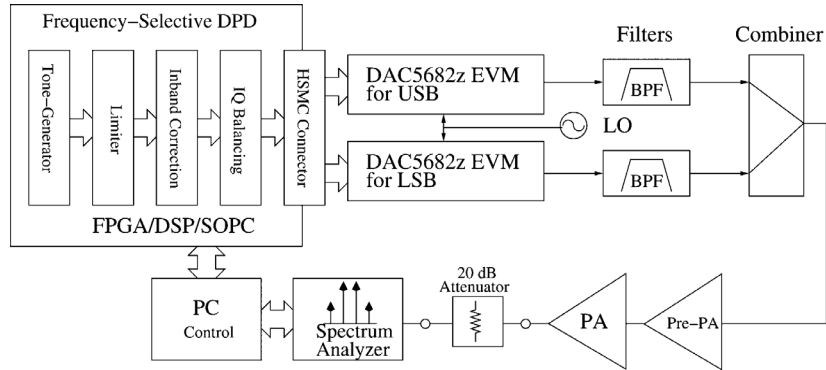 Frequency-Selective DPD
Tone-Generator
Limiter
Inband Correction
IQ Balancing
HSMC Connector
FPGA/DSP/SOPC
DAC5682z EVM
for USB
DAC5682z EVM
for LSB
LO
Filters
BPF
BPF
Combiner
PC
Control
Spectrum
Analyzer
20 dB
Attenuator
PA
Pre-PA